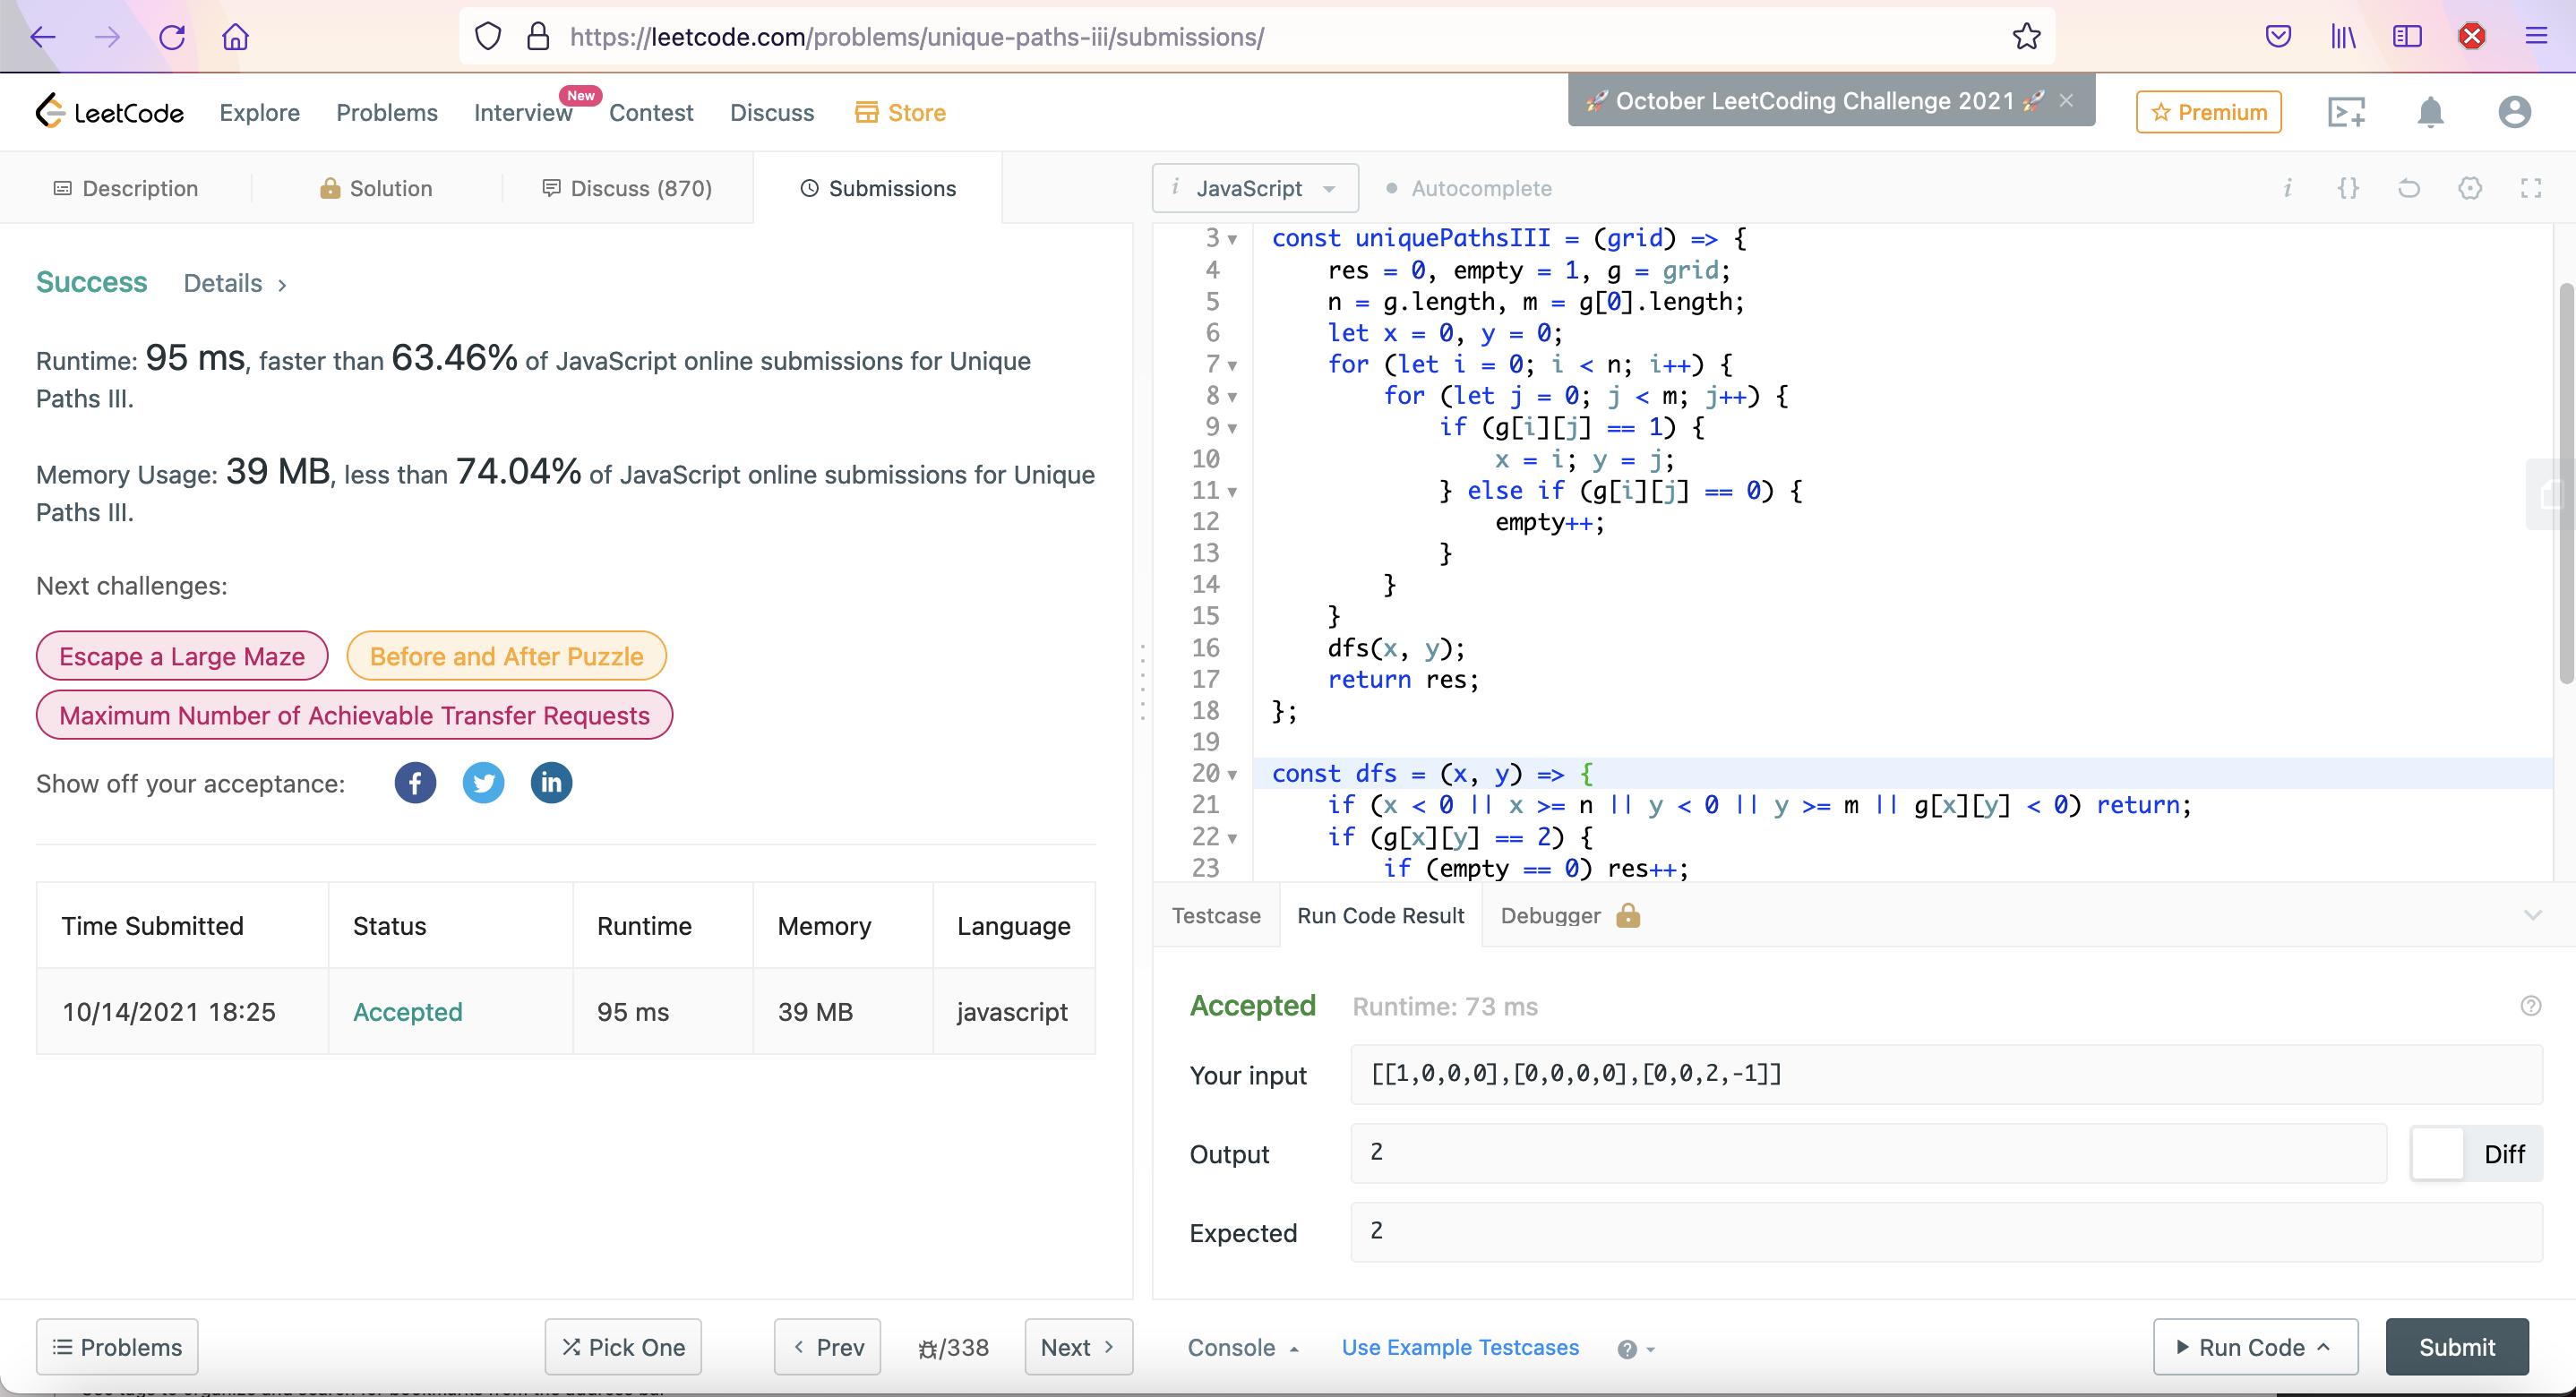 https://leetcode.com/problems/unique-paths-iii/submissions/
LeetCode
Explore
Problems
Interview
New
Contest
Discuss
Store
🚀 October LeetCoding Challenge 2021 🚀 ×
Premium
Description
Solution
Discuss (870)
Submissions
i JavaScript
Autocomplete
i {}
Success Details >
Runtime: 95 ms, faster than 63.46% of JavaScript online submissions for Unique
Paths III.
Memory Usage: 39 MB, less than 74.04% of JavaScript online submissions for Unique
Paths III.
Next challenges:
Escape a Large Maze
Before and After Puzzle
Maximum Number of Achievable Transfer Requests
Show off your acceptance:
Time Submitted Status Runtime Memory Language
10/14/2021 18:25 Accepted 95 ms 39 MB javascript
3 const uniquePathsIII = (grid) => {
4 res = 0, empty = 1, g = grid;
5 n = g.length, m = g[0].length;
6 let x = 0, y = 0;
7 for (let i = 0; i < n; i++) {
8 for (let j = 0; j < m; j++) {
9 if (g[i][j] == 1) {
10 x = i; y = j;
11 } else if (g[i][j] == 0) {
12 empty++;
13 }
14 }
15 }
16 dfs(x, y);
17 return res;
18 };
19
20 const dfs = (x, y) => {
21 if (x < 0 || x >= n || y < 0 || y >= m || g[x][y] < 0) return;
22 if (g[x][y] == 2) {
23 if (empty == 0) res++;
Testcase
Run Code Result
Debugger
Accepted Runtime: 73 ms
Your input [[1,0,0,0],[0,0,0,0],[0,0,2,-1]]
Output 2
Diff
Expected 2
Problems
Pick One
< Prev
/338
Next >
Console
Use Example Testcases
Run Code
Submit